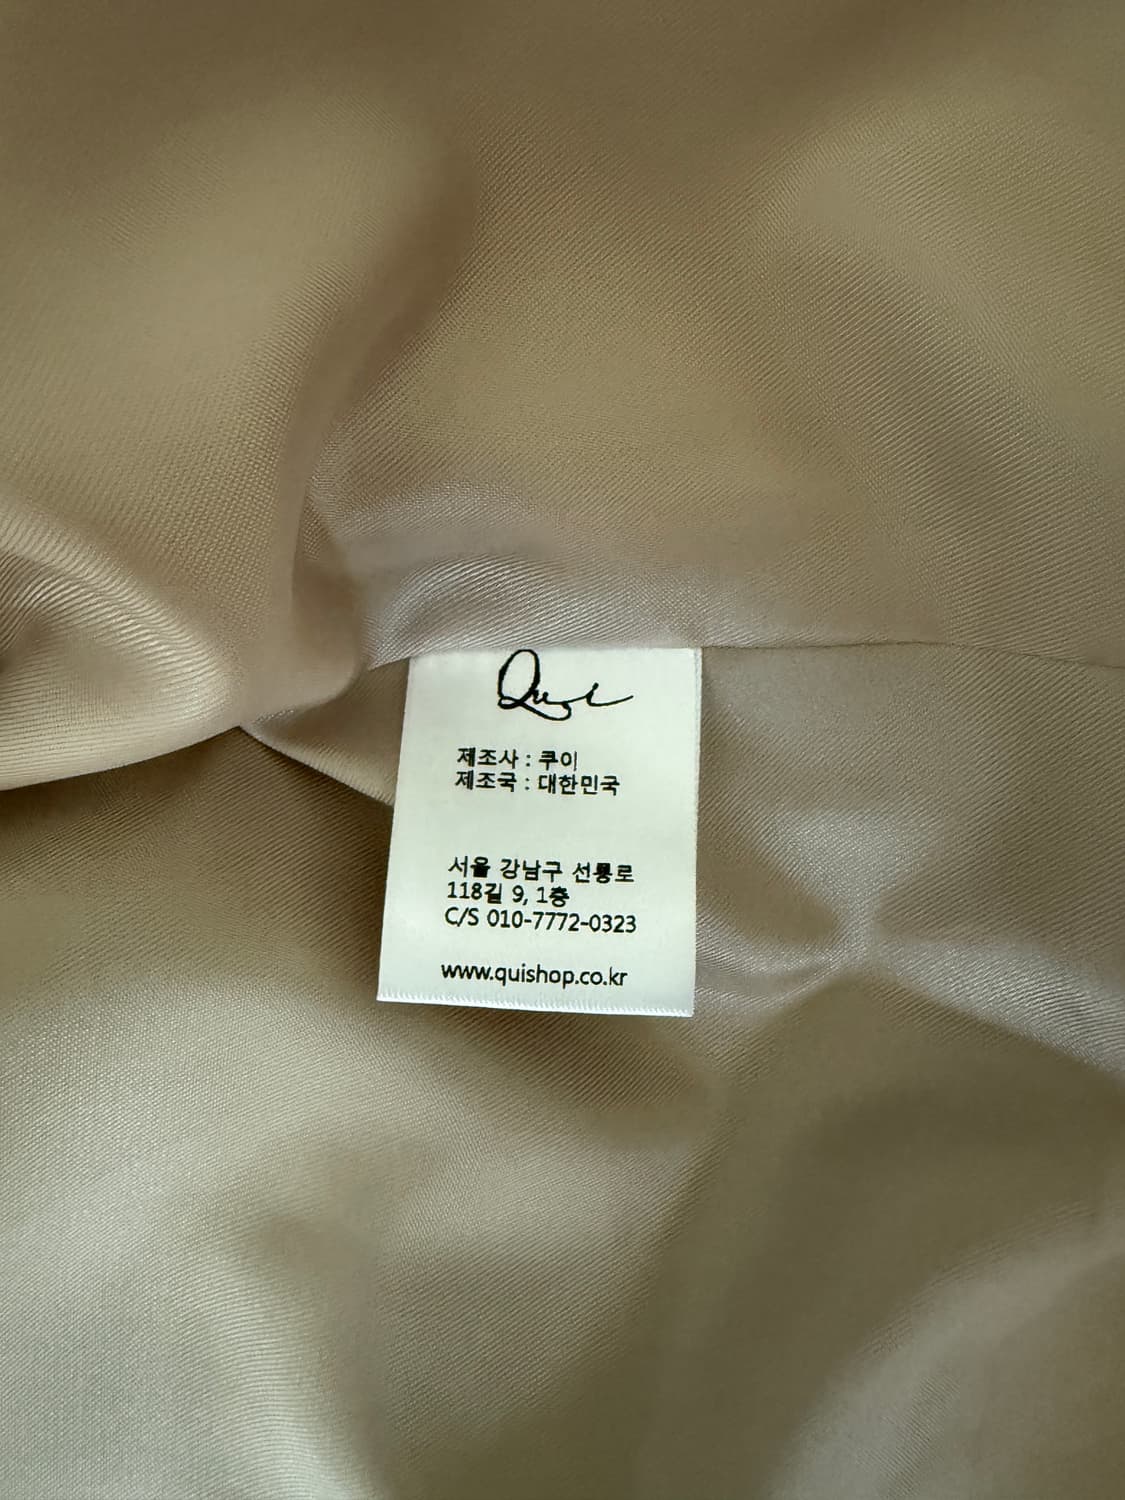 Qui
제조사 : 쿠이
제조국 : 대한민국
서울 강남구 선릉로
118길 9, 1층
C/S 010-7772-0323
www.quishop.co.kr